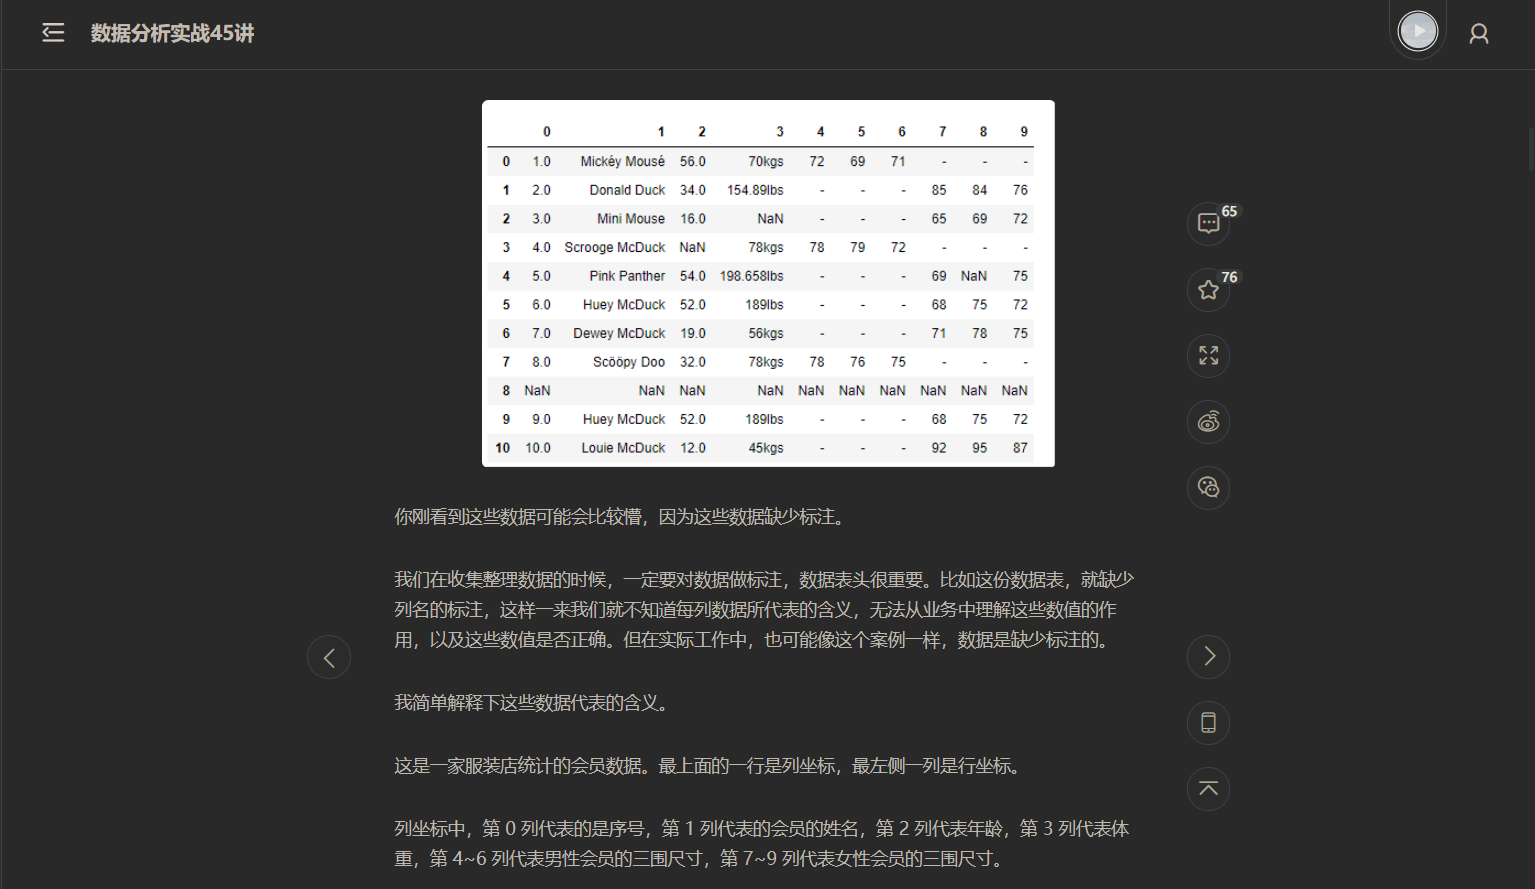 数据分析实战45讲
0 1 2 3 4 5 6 7 8 9
0 1.0 Mickéy Mousé 56.0 70kgs 72 69 71 - - -
1 2.0 Donald Duck 34.0 154.89lbs - - - 85 84 76
2 3.0 Mini Mouse 16.0 NaN - - - 65 69 72
3 4.0 Scrooge McDuck NaN 78kgs 78 79 72 - - -
4 5.0 Pink Panther 54.0 198.658lbs - - - 69 NaN 75
5 6.0 Huey McDuck 52.0 189lbs - - - 68 75 72
6 7.0 Dewey McDuck 19.0 56kgs - - - 71 78 75
7 8.0 Scööpy Doo 32.0 78kgs 78 76 75 - - -
8 NaN NaN NaN NaN NaN NaN NaN NaN NaN NaN
9 9.0 Huey McDuck 52.0 189lbs - - - 68 75 72
10 10.0 Louie McDuck 12.0 45kgs - - - 92 95 87
65
76
你刚看到这些数据可能会比较懵，因为这些数据缺少标注。
我们在收集整理数据的时候，一定要对数据做标注，数据表头很重要。比如这份数据表，就缺少
列名的标注，这样一来我们就不知道每列数据所代表的含义，无法从业务中理解这些数值的作
用，以及这些数值是否正确。但在实际工作中，也可能像这个案例一样，数据是缺少标注的。
我简单解释下这些数据代表的含义。
这是一家服装店统计的会员数据。最上面的一行是列坐标，最左侧一列是行坐标。
列坐标中，第 0 列代表的是序号，第 1 列代表的会员的姓名，第 2 列代表年龄，第 3 列代表体
重，第 4~6 列代表男性会员的三围尺寸，第 7~9 列代表女性会员的三围尺寸。